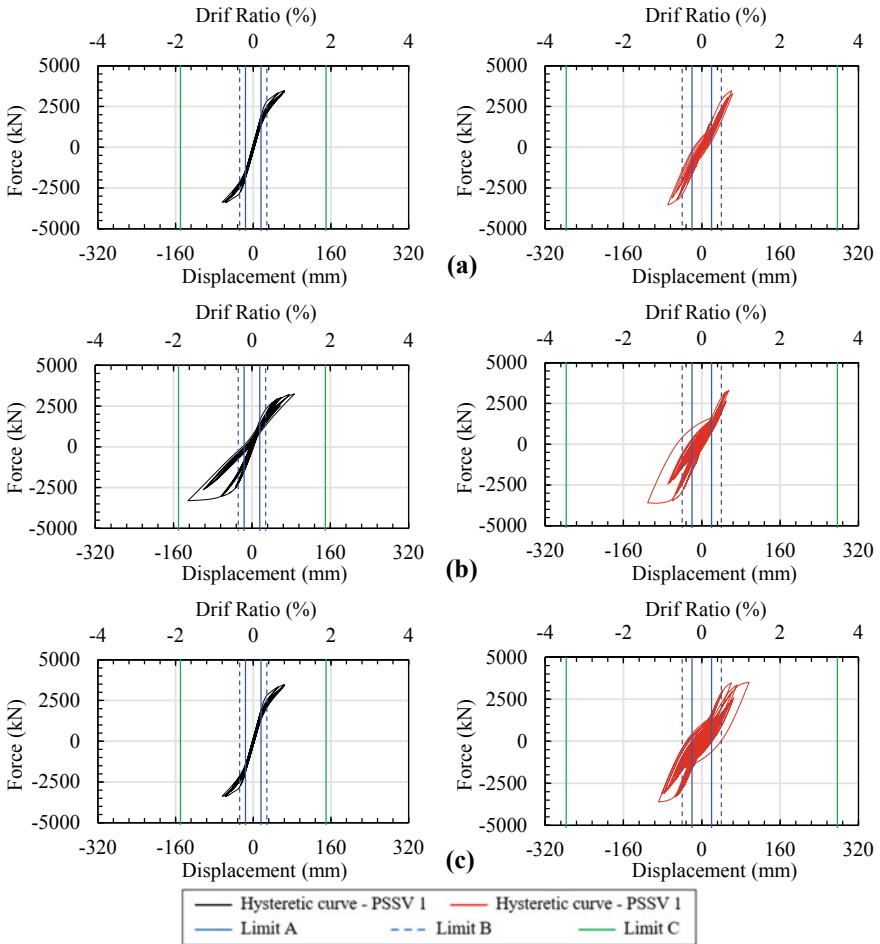 Drif Ratio (%)
-4 -2 0 2 4
5000
2500
0
-2500
-5000
Force (kN)
-320 -160 0 160 320
Displacement (mm)
Drif Ratio (%)
-4 -2 0 2 4
5000
2500
0
-2500
-5000
Force (kN)
-320 -160 0 160 320
Displacement (mm)
(a)
Drif Ratio (%)
-4 -2 0 2 4
5000
2500
0
-2500
-5000
Force (kN)
-320 -160 0 160 320
Displacement (mm)
Drif Ratio (%)
-4 -2 0 2 4
5000
2500
0
-2500
-5000
Force (kN)
-320 -160 0 160 320
Displacement (mm)
(b)
Drif Ratio (%)
-4 -2 0 2 4
5000
2500
0
-2500
-5000
Force (kN)
-320 -160 0 160 320
Displacement (mm)
Drif Ratio (%)
-4 -2 0 2 4
5000
2500
0
-2500
-5000
Force (kN)
-320 -160 0 160 320
Displacement (mm)
(c)
Hysteretic curve - PSSV 1 Hysteretic curve - PSSV 1
Limit A Limit B Limit C